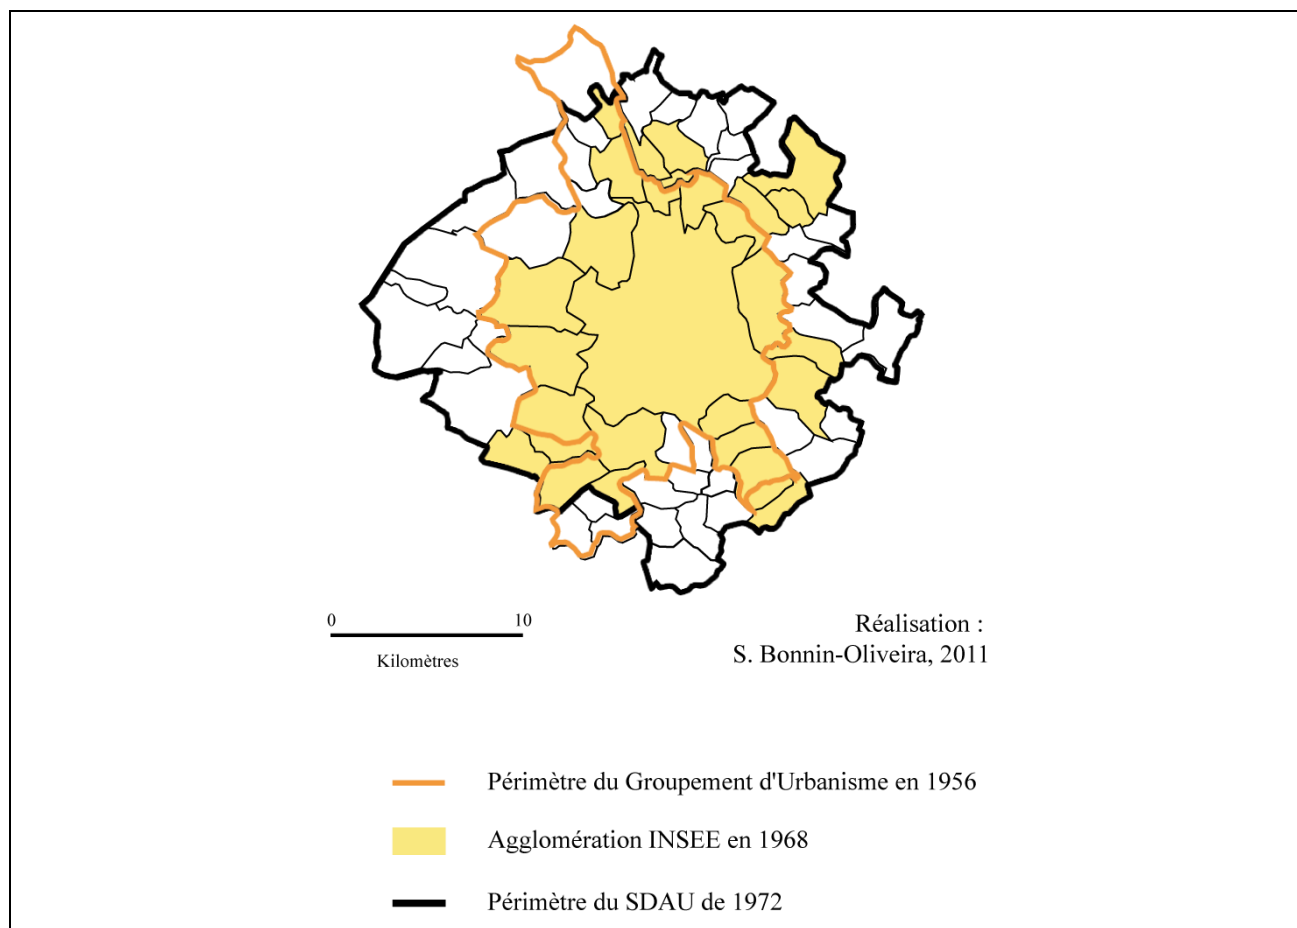 0 10
Kilomètres
Réalisation :
S. Bonnin-Oliveira, 2011
Périmètre du Groupement d'Urbanisme en 1956
Agglomération INSEE en 1968
Périmètre du SDAU de 1972